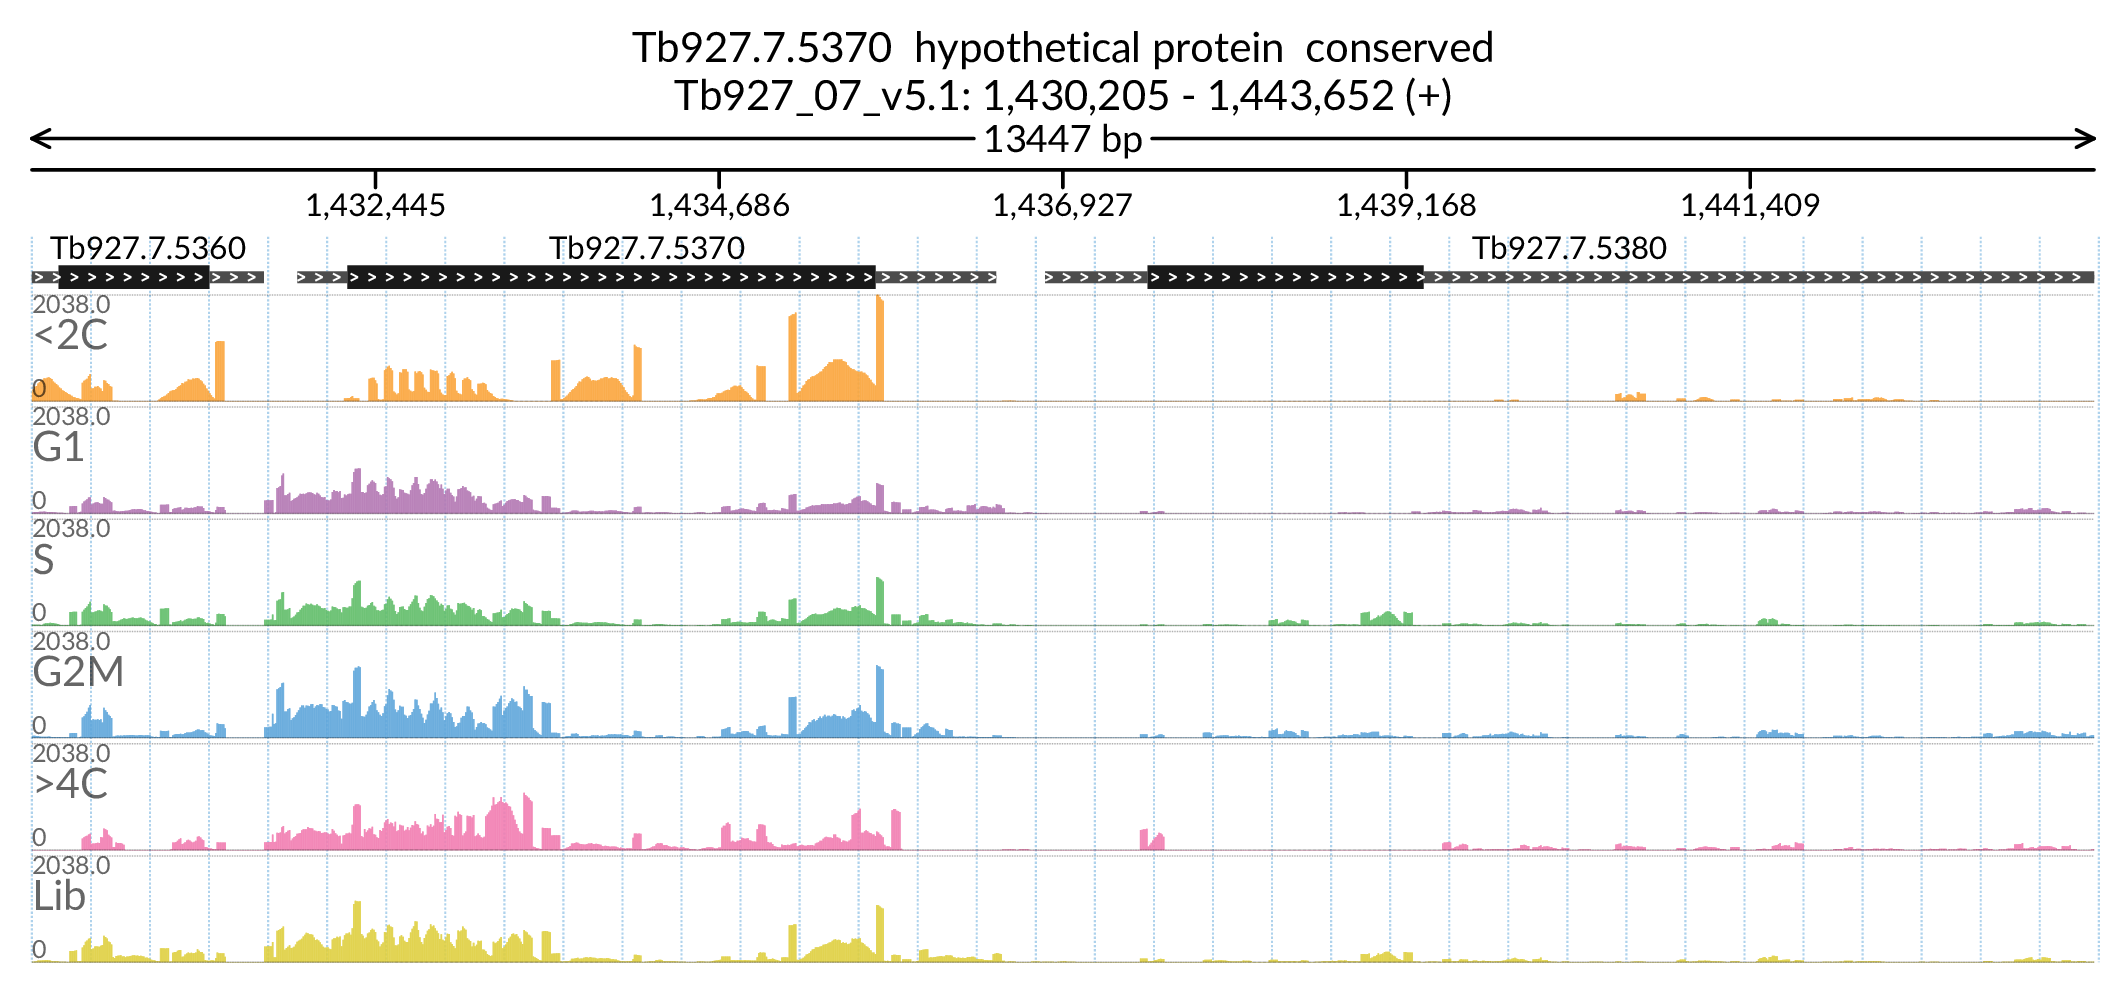 Tb927.7.5370  hypothetical protein  conserved
Tb927_07_v5.1: 1,430,205 - 1,443,652 (+)
13447 bp
1,432,445 1,434,686 1,436,927 1,439,168 1,441,409
Tb927.7.5360 Tb927.7.5370 Tb927.7.5380
2038.0
<2C
0
2038.0
G1
0
2038.0
S
0
2038.0
G2M
0
2038.0
>4C
0
2038.0
Lib
0